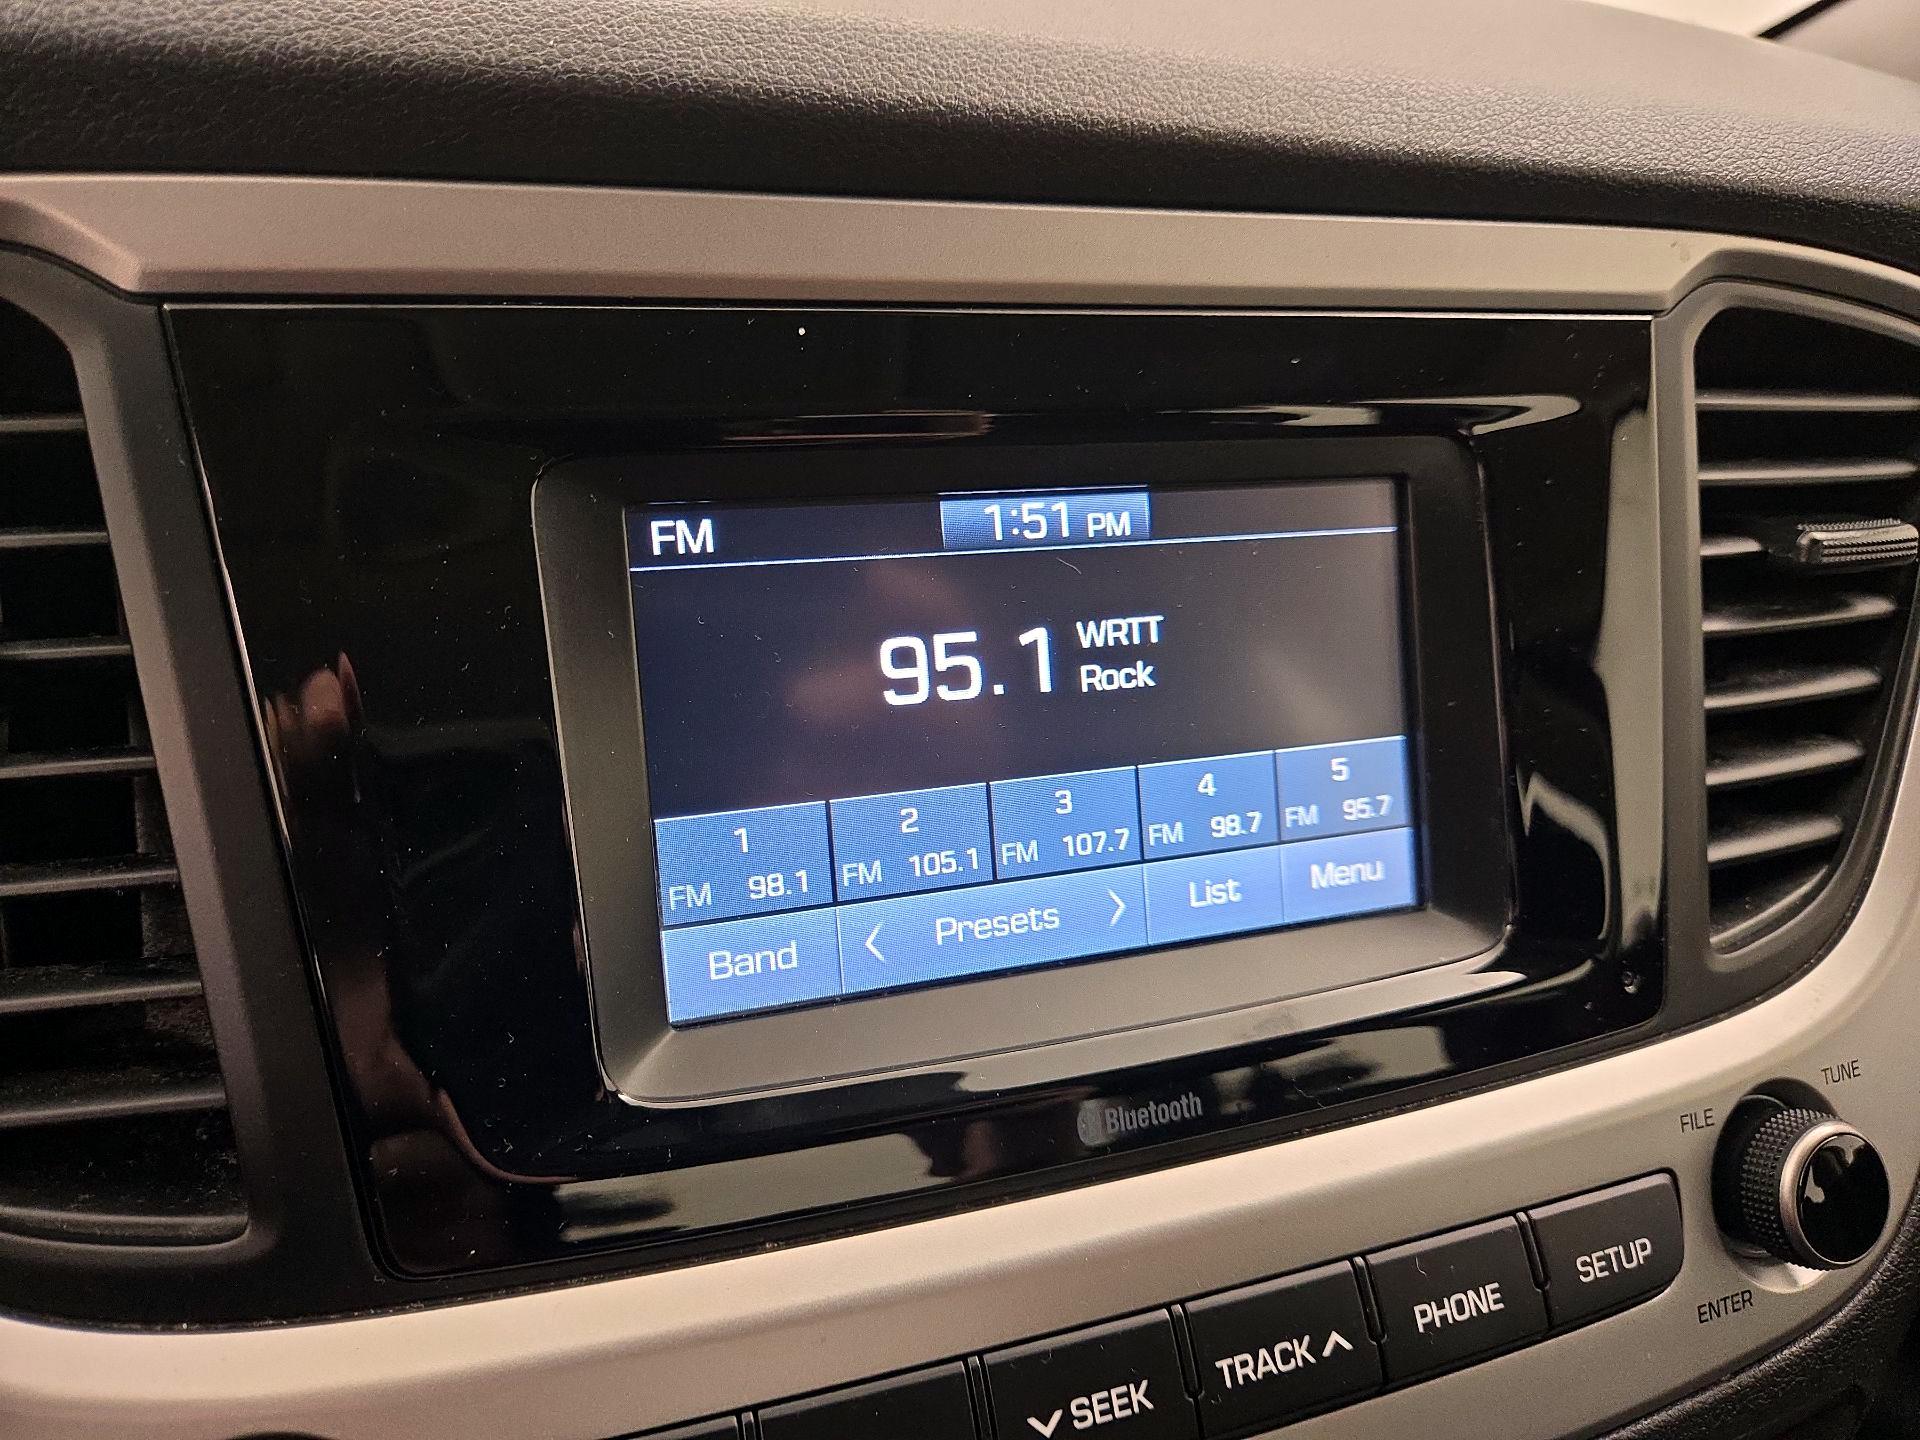 FM 1:51 PM
95.1 WRTT
Rock
1 2 3 4 5
FM 98.1 FM 105.1 FM 107.7 FM 98.7 FM 95.7
Band < Presets > List Menu
Bluetooth
TUNE
FILE
SEEK TRACK PHONE SETUP
ENTER